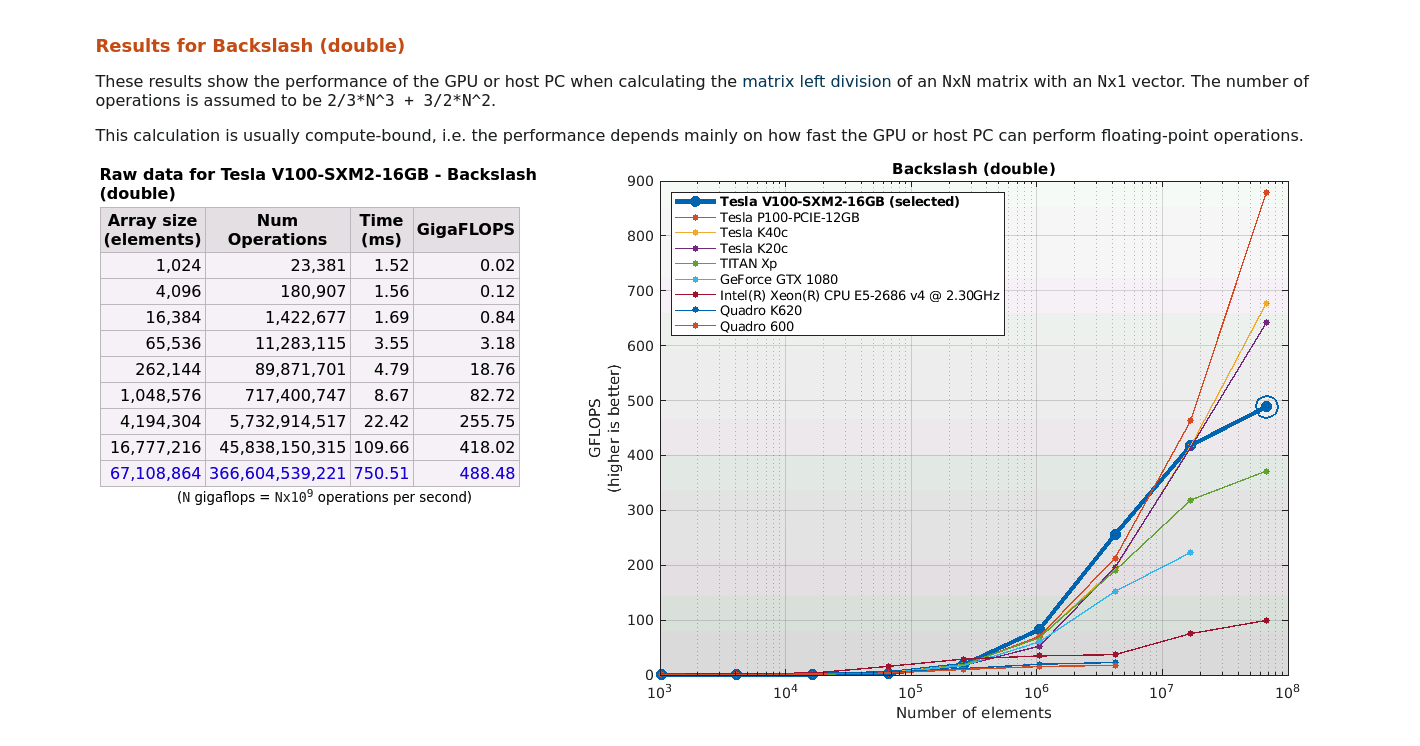 Results for Backslash (double)
These results show the performance of the GPU or host PC when calculating the matrix left division of an NxN matrix with an Nx1 vector. The number of
operations is assumed to be 2/3*N^3 + 3/2*N^2.
This calculation is usually compute-bound, i.e. the performance depends mainly on how fast the GPU or host PC can perform floating-point operations.
Raw data for Tesla V100-SXM2-16GB - Backslash
(double)
Array size (elements) Num Operations Time (ms) GigaFLOPS
1,024 23,381 1.52 0.02
4,096 180,907 1.56 0.12
16,384 1,422,677 1.69 0.84
65,536 11,283,115 3.55 3.18
262,144 89,871,701 4.79 18.76
1,048,576 717,400,747 8.67 82.72
4,194,304 5,732,914,517 22.42 255.75
16,777,216 45,838,150,315 109.66 418.02
67,108,864 366,604,539,221 750.51 488.48
(N gigaflops = Nx10^9 operations per second)
Backslash (double)
900
800
700
600
500
400
300
200
100
0
GFLOPS
(higher is better)
Tesla V100-SXM2-16GB (selected)
Tesla P100-PCIE-12GB
Tesla K40c
Tesla K20c
TITAN Xp
GeForce GTX 1080
Intel(R) Xeon(R) CPU E5-2686 v4 @ 2.30GHz
Quadro K620
Quadro 600
10^3 10^4 10^5 10^6 10^7 10^8
Number of elements